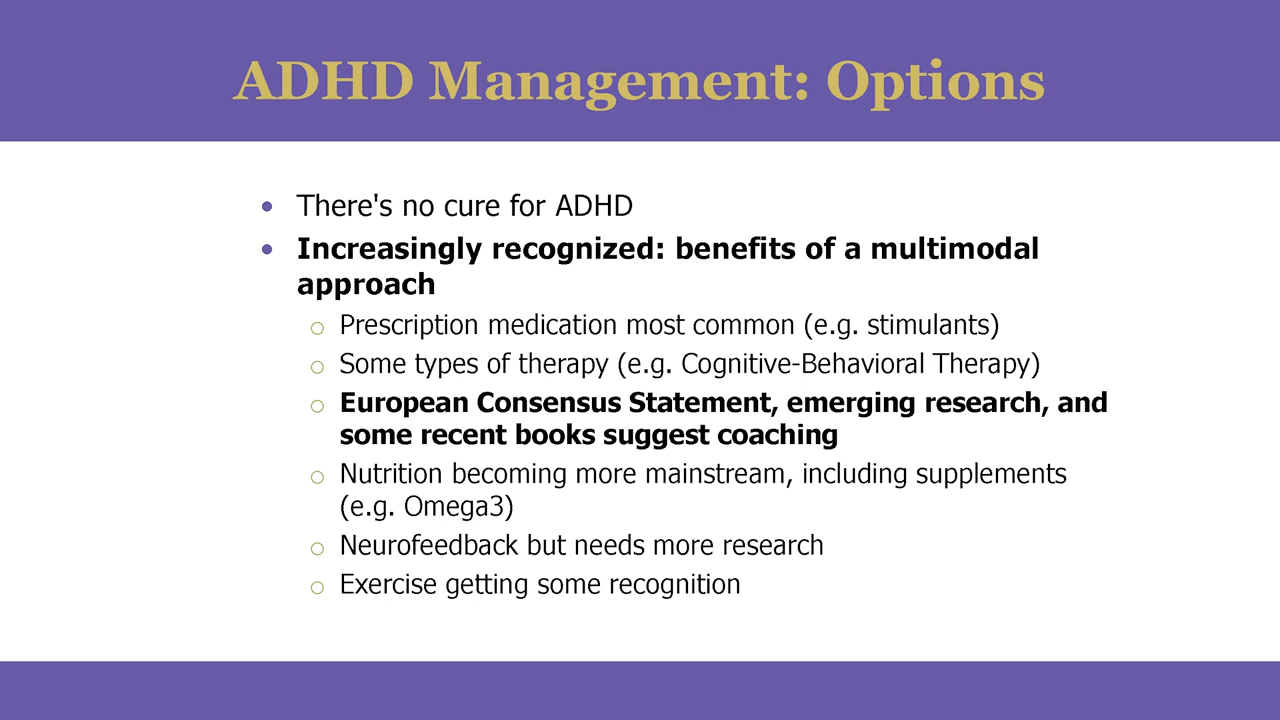 ADHD Management: Options
• There's no cure for ADHD
• Increasingly recognized: benefits of a multimodal
approach
○ Prescription medication most common (e.g. stimulants)
○ Some types of therapy (e.g. Cognitive-Behavioral Therapy)
○ European Consensus Statement, emerging research, and
some recent books suggest coaching
○ Nutrition becoming more mainstream, including supplements
(e.g. Omega3)
○ Neurofeedback but needs more research
○ Exercise getting some recognition